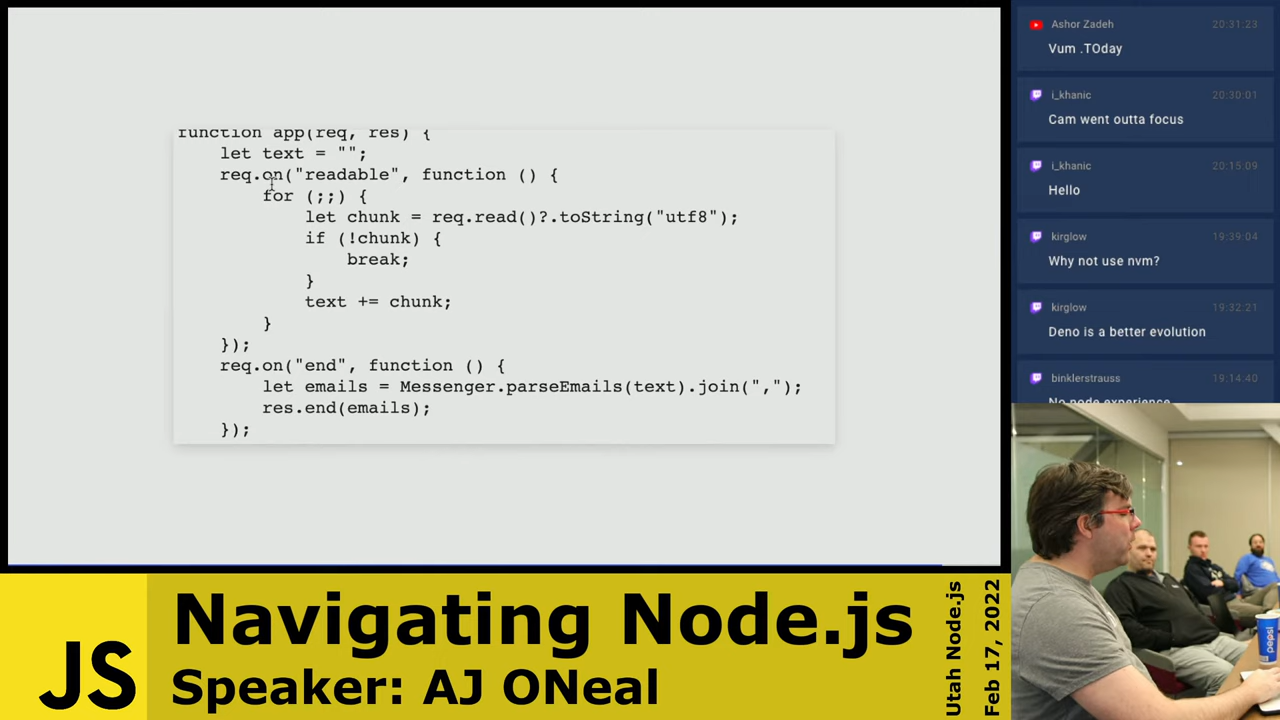 function app(req, res) {
let text = "";
req.on("readable", function () {
for (;;) {
let chunk = req.read()?.toString("utf8");
if (!chunk) {
break;
}
text += chunk;
}
});
req.on("end", function () {
let emails = Messenger.parseEmails(text).join(",");
res.end(emails);
});
Ashor Zadeh 20:31:23
Vum .TOday
i_khanic 20:30:01
Cam went outta focus
i_khanic 20:15:09
Hello
kirglow 19:39:04
Why not use nvm?
kirglow 19:32:21
Deno is a better evolution
binklerstrauss 19:14:40
No node experience
pepsi
JS
Navigating Node.js
Speaker: AJ ONeal
Utah Node.js
Feb 17, 2022